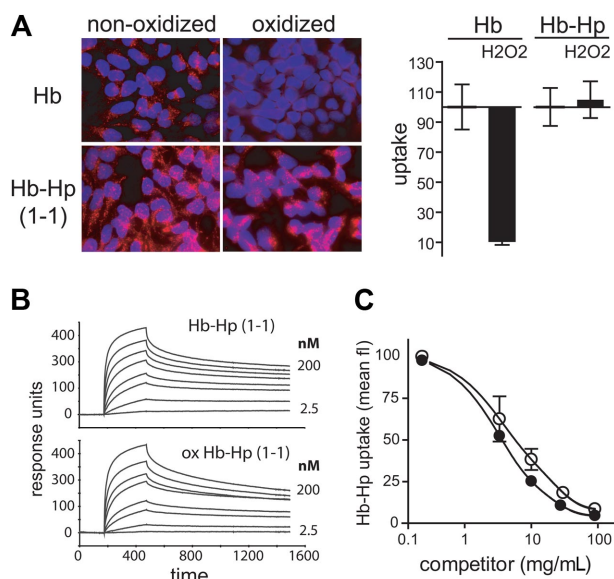 A
non-oxidized oxidized
Hb
Hb-Hp
(1-1)
Hb Hb-Hp
H2O2 H2O2
uptake
130
110
90
70
50
30
10
B
Hb-Hp (1-1)
nM
200
2.5
400
300
100
0
ox Hb-Hp (1-1)
nM
200
2.5
400
300
200
100
0
response units
0 400 800 1200 1600
time
C
Hb-Hp uptake (mean fl)
100
75
50
25
0
0.1 1 10 100
competitor (mg/mL)